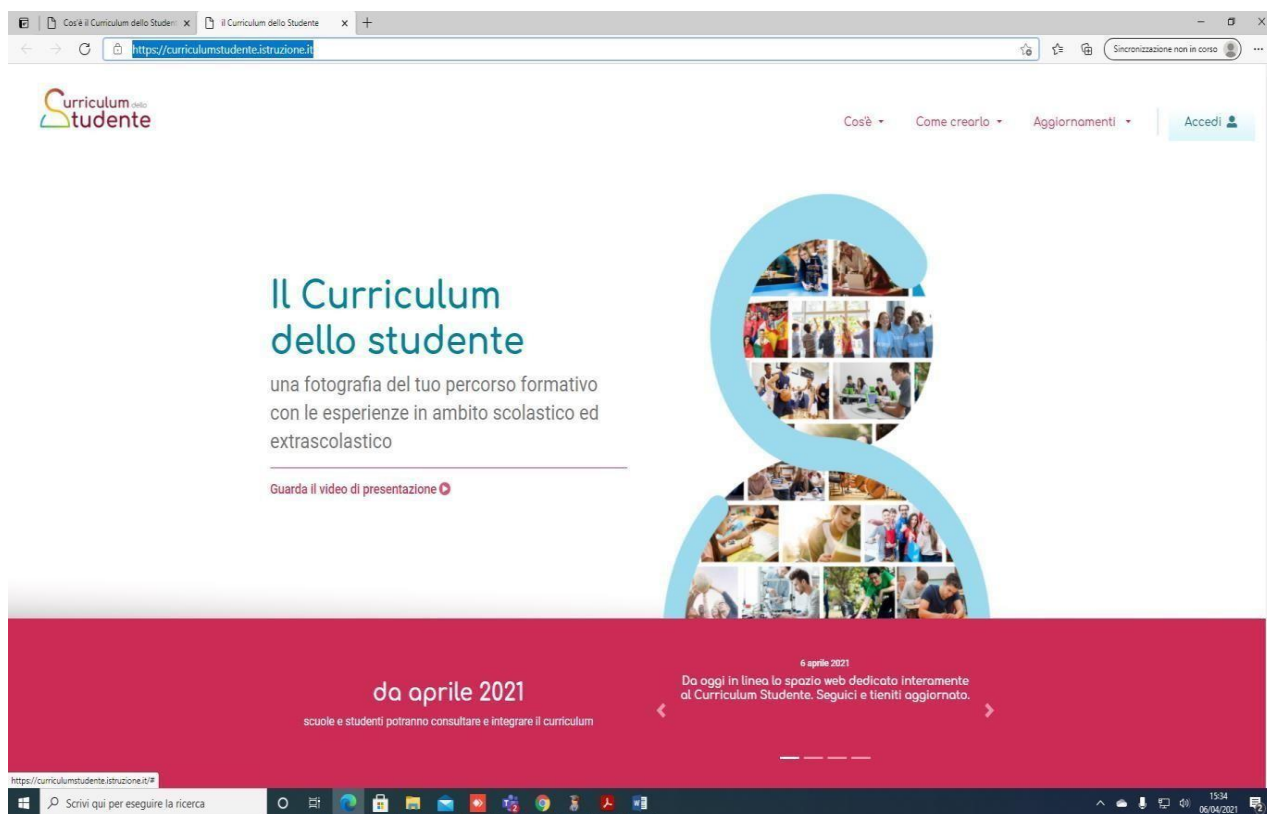 Cos'è il Curriculum dello Studen
il Curriculum dello Studente
https://curriculumstudente.istruzione.it
Sincronizzazione non in corso
Curriculum dello
Studente
Cos'è
Come crearlo
Aggiornamenti
Accedi
Il Curriculum
dello studente
una fotografia del tuo percorso formativo
con le esperienze in ambito scolastico ed
extrascolastico
Guarda il video di presentazione
da aprile 2021
scuole e studenti potranno consultare e integrare il curriculum
6 aprile 2021
Da oggi in linea lo spazio web dedicato interamente
al Curriculum Studente. Seguici e tieniti aggiornato.
https://curriculumstudente.istruzione.it/#
Scrivi qui per eseguire la ricerca
15:34
06/04/2021